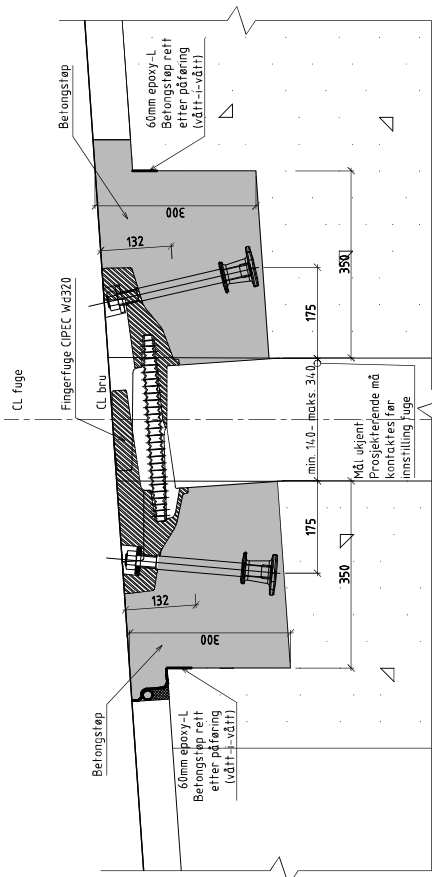 CL fuge
Fingerfuge CIPEC Wd320
CL bru
Betongstøp
60mm epoxy-L
Betongstøp rett
etter påføring
(vått-i-vått)
300
132
175
350
min. 140- maks. 340
Mål ukjent.
Prosjekterende må
kontaktes før
innstilling fuge
175
350
132
300
Betongstøp
60mm epoxy-L
Betongstøp rett
etter påføring
(vått-i-vått)